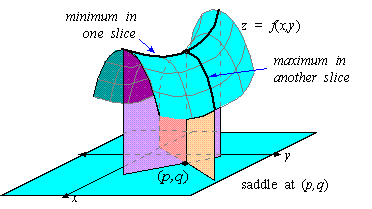 minimum in
one slice
z = f(x,y)
maximum in
another slice
y
(p,q)
saddle at (p,q)
x